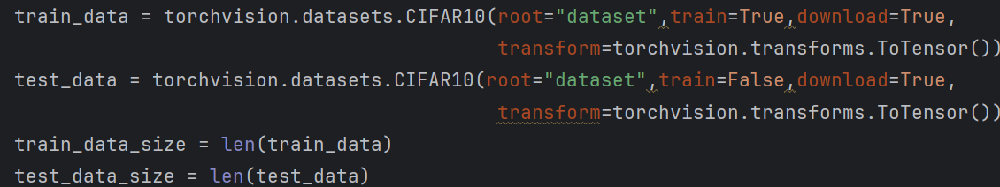 train_data = torchvision.datasets.CIFAR10(root="dataset",train=True,download=True,
transform=torchvision.transforms.ToTensor())
test_data = torchvision.datasets.CIFAR10(root="dataset",train=False,download=True,
transform=torchvision.transforms.ToTensor())
train_data_size = len(train_data)
test_data_size = len(test_data)